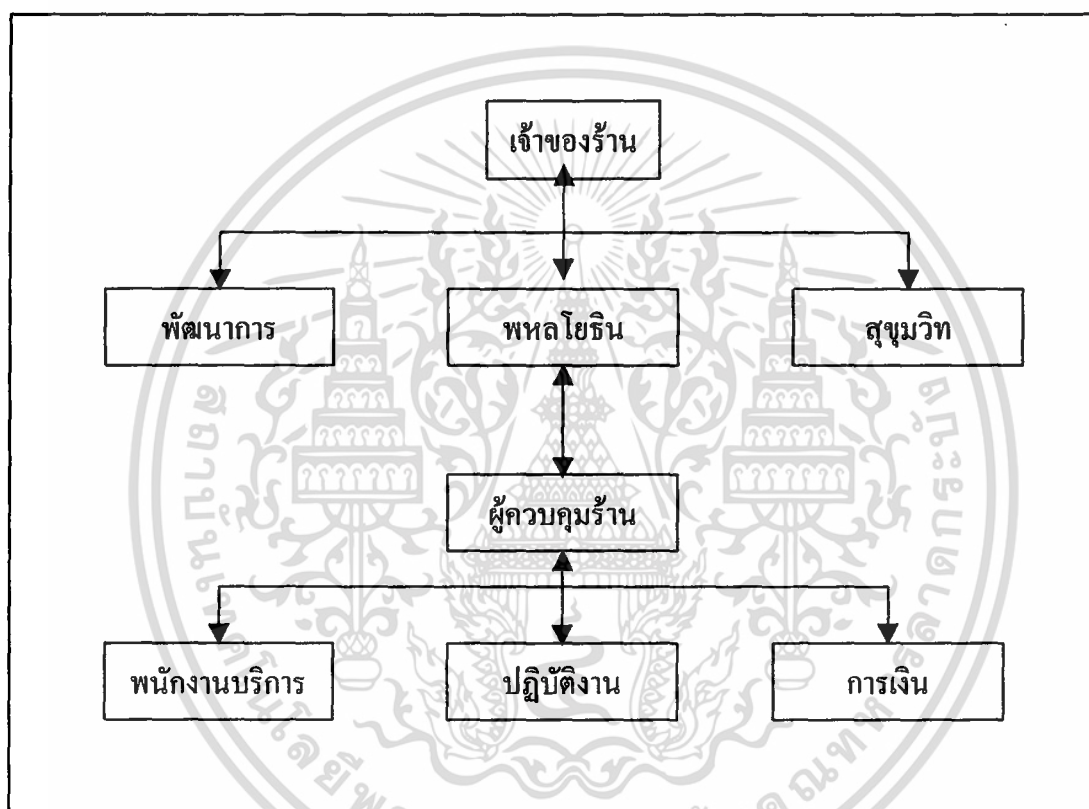 เจ้าของร้าน
พัฒนาการ
พหลโยธิน
สุขุมวิท
ผู้ควบคุมร้าน
พนักงานบริการ
ปฏิบัติงาน
การเงิน